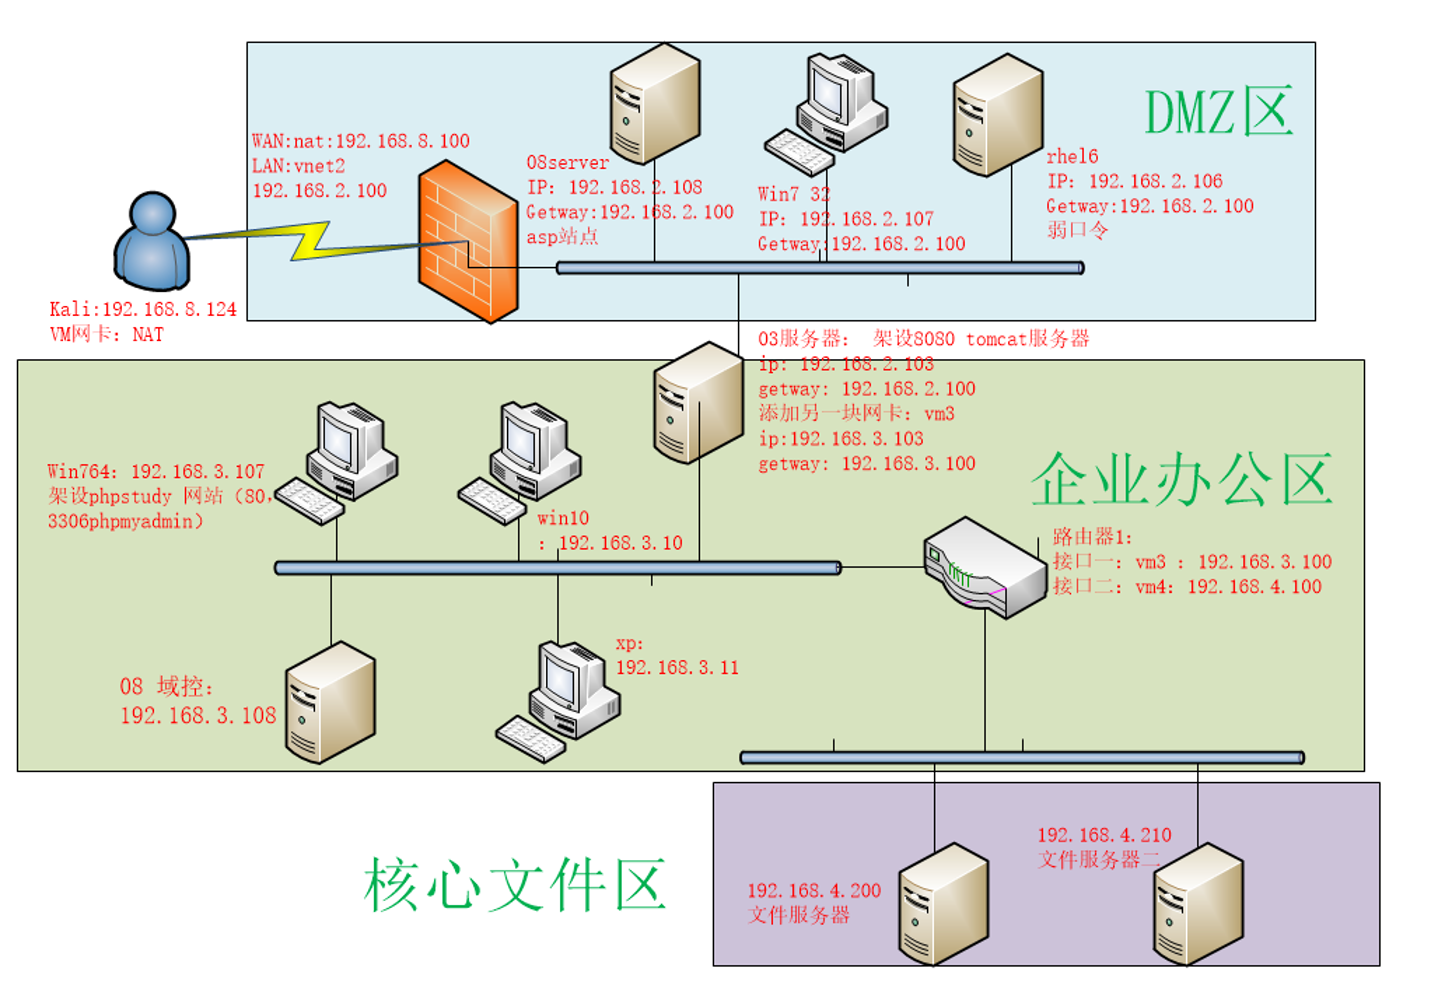 DMZ区
WAN:nat:192.168.8.100
LAN:vnet2
192.168.2.100
08server
IP: 192.168.2.108
Getway:192.168.2.100
asp站点
Win7 32
IP: 192.168.2.107
Getway:192.168.2.100
rhel6
IP: 192.168.2.106
Getway:192.168.2.100
弱口令
Kali:192.168.8.124
VM网卡: NAT
03服务器: 架设8080 tomcat服务器
ip: 192.168.2.103
getway: 192.168.2.100
添加另一块网卡: vm3
ip:192.168.3.103
getway: 192.168.3.100
企业办公区
Win764: 192.168.3.107
架设phpstudy 网站（80,
3306phpmyadmin）
win10
: 192.168.3.10
路由器1:
接口一: vm3 : 192.168.3.100
接口二: vm4: 192.168.4.100
xp:
192.168.3.11
08 域控:
192.168.3.108
核心文件区
192.168.4.200
文件服务器
192.168.4.210
文件服务器二